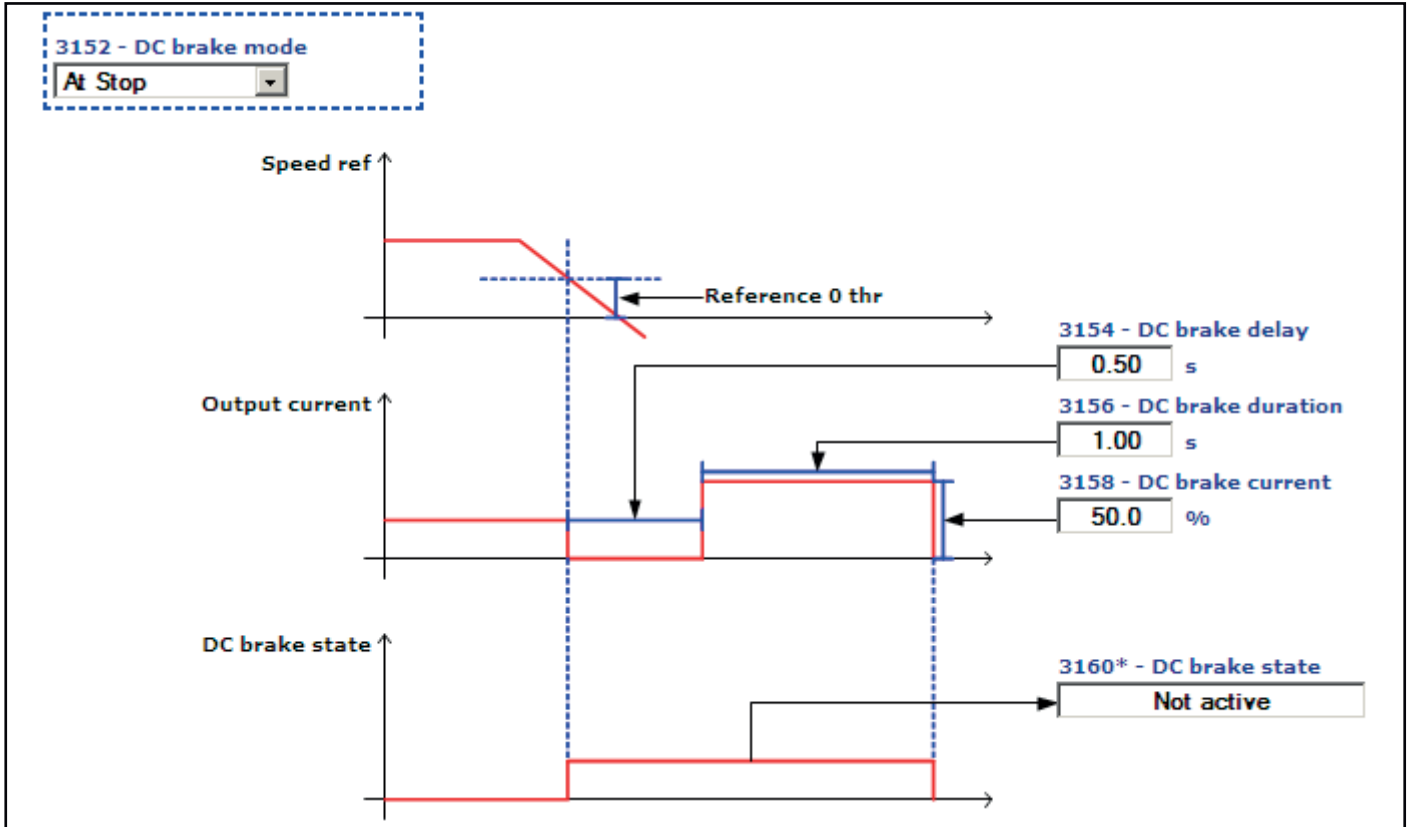 3152 - DC brake mode
At Stop
Speed ref
Reference 0 thr
3154 - DC brake delay
0.50 s
Output current
3156 - DC brake duration
1.00 s
3158 - DC brake current
50.0 %
DC brake state
3160* - DC brake state
Not active